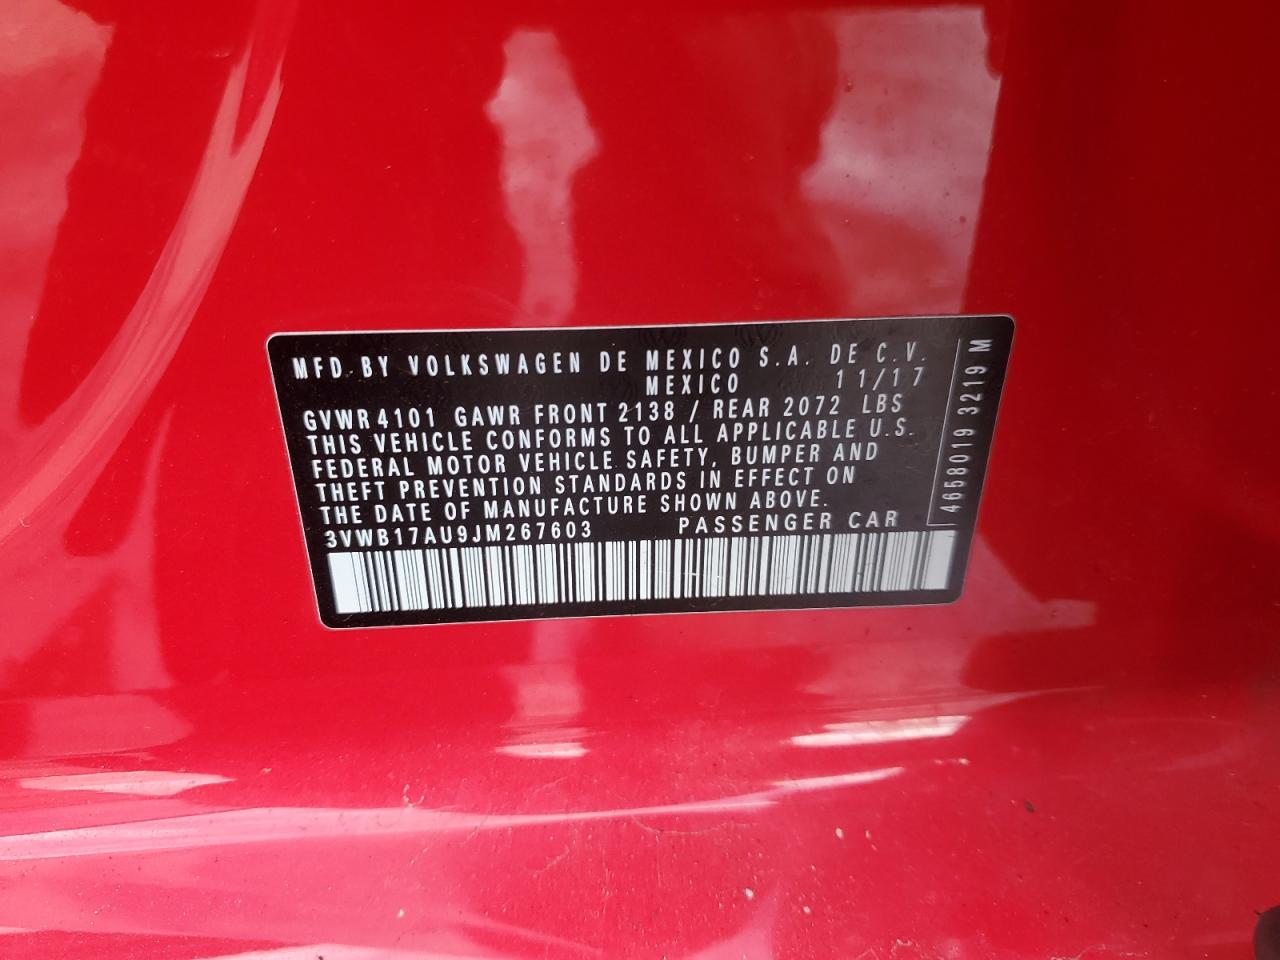 MFD. BY VOLKSWAGEN DE MEXICO S.A. DE C.V.
MEXICO 11/17
GVWR 4101 GAWR FRONT 2138 / REAR 2072 LBS
THIS VEHICLE CONFORMS TO ALL APPLICABLE U.S.
FEDERAL MOTOR VEHICLE SAFETY, BUMPER AND
THEFT PREVENTION STANDARDS IN EFFECT ON
THE DATE OF MANUFACTURE SHOWN ABOVE.
3VWB17AU9JM267603 PASSENGER CAR
4658019 3219 M